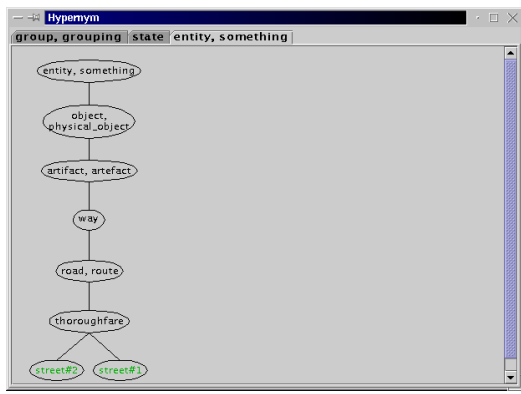 Hypernym
group, grouping state entity, something
entity, something
object,
physical_object
artifact, artefact
way
road, route
thoroughfare
street#2 street#1